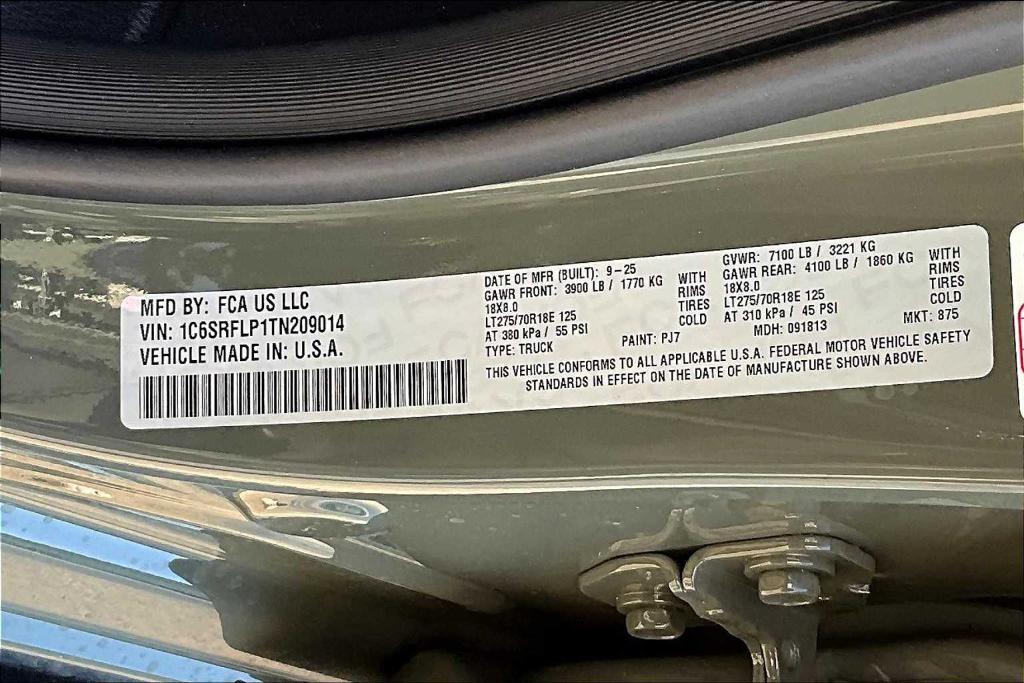 MFD BY: FCA US LLC
VIN: 1C6SRFLP1TN209014
VEHICLE MADE IN: U.S.A.
DATE OF MFR (BUILT): 9-25
GAWR FRONT: 3900 LB / 1770 KG
18X8.0
LT275/70R18E 125
AT 380 kPa / 55 PSI
TYPE: TRUCK
WITH
RIMS
TIRES
COLD
PAINT: PJ7
GVWR: 7100 LB / 3221 KG
GAWR REAR: 4100 LB / 1860 KG
18X8.0
LT275/70R18E 125
AT 310 kPa / 45 PSI
MDH: 091813
WITH
RIMS
TIRES
COLD
MKT: 875
THIS VEHICLE CONFORMS TO ALL APPLICABLE U.S.A. FEDERAL MOTOR VEHICLE SAFETY
STANDARDS IN EFFECT ON THE DATE OF MANUFACTURE SHOWN ABOVE.